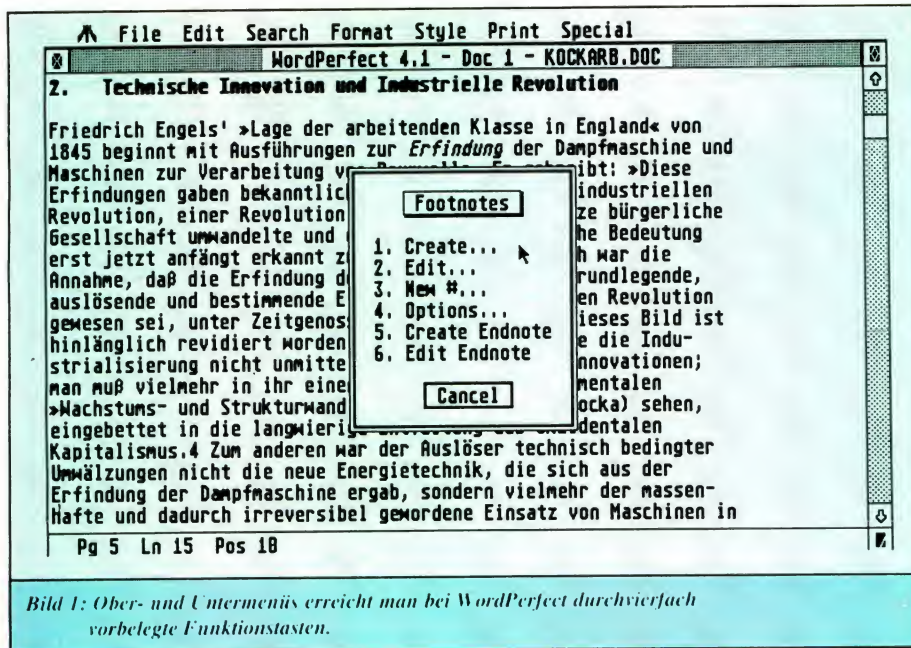 File Edit Search Format Style Print Special
WordPerfect 4.1 - Doc 1 - KOCKARB.DOC
2. Technische Innovation und Industrielle Revolution
Friedrich Engels' »Lage der arbeitenden Klasse in England« von
1845 beginnt mit Ausführungen zur Erfindung der Dampfmaschine und
Maschinen zur Verarbeitung ibt: »Diese
Erfindungen gaben bekanntlic industriellen
Revolution, einer Revolution ze bürgerliche
Gesellschaft umwandelte und he Bedeutung
erst jetzt anfängt erkannt z h war die
Annahme, daß die Erfindung d rundlegende,
auslösende und bestimmende E en Revolution
gewesen sei, unter Zeitgenos ieses Bild ist
hinlänglich revidiert worden e die Indu-
strialisierung nicht unmitte nnovationen;
man muß vielmehr in ihr eine mentalen
»Wachstums- und Strukturwand ocka) sehen,
eingebettet in die langwierig dentalen
Kapitalismus.4 Zum anderen war der Auslöser technisch bedingter
Umwälzungen nicht die neue Energietechnik, die sich aus der
Erfindung der Dampfmaschine ergab, sondern vielmehr der massen-
hafte und dadurch irreversibel gewordene Einsatz von Maschinen in
Footnotes
1. Create...
2. Edit...
3. New #...
4. Options...
5. Create Endnote
6. Edit Endnote
Cancel
Pg 5 Ln 15 Pos 18
Bild 1: Ober- und Untermenüs erreicht man bei WordPerfect durchvierfach
vorbelegte Funktionstasten.